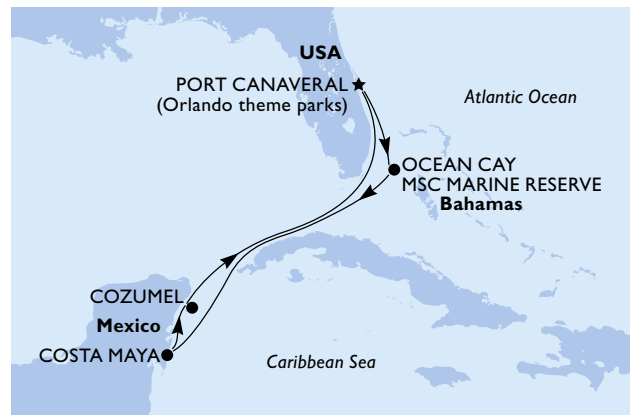 USA
PORT CANAVERAL
(Orlando theme parks)
Atlantic Ocean
OCEAN CAY
MSC MARINE RESERVE
Bahamas
COZUMEL
Mexico
COSTA MAYA
Caribbean Sea